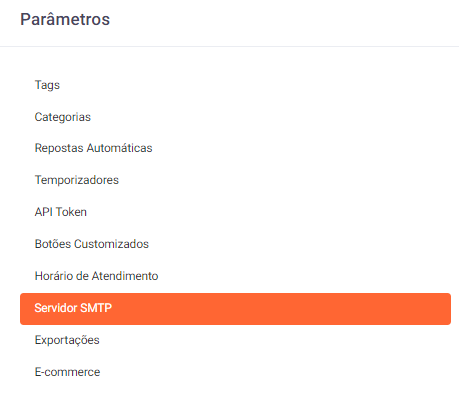 Parâmetros
Tags
Categorias
Repostas Automáticas
Temporizadores
API Token
Botões Customizados
Horário de Atendimento
Servidor SMTP
Exportações
E-commerce